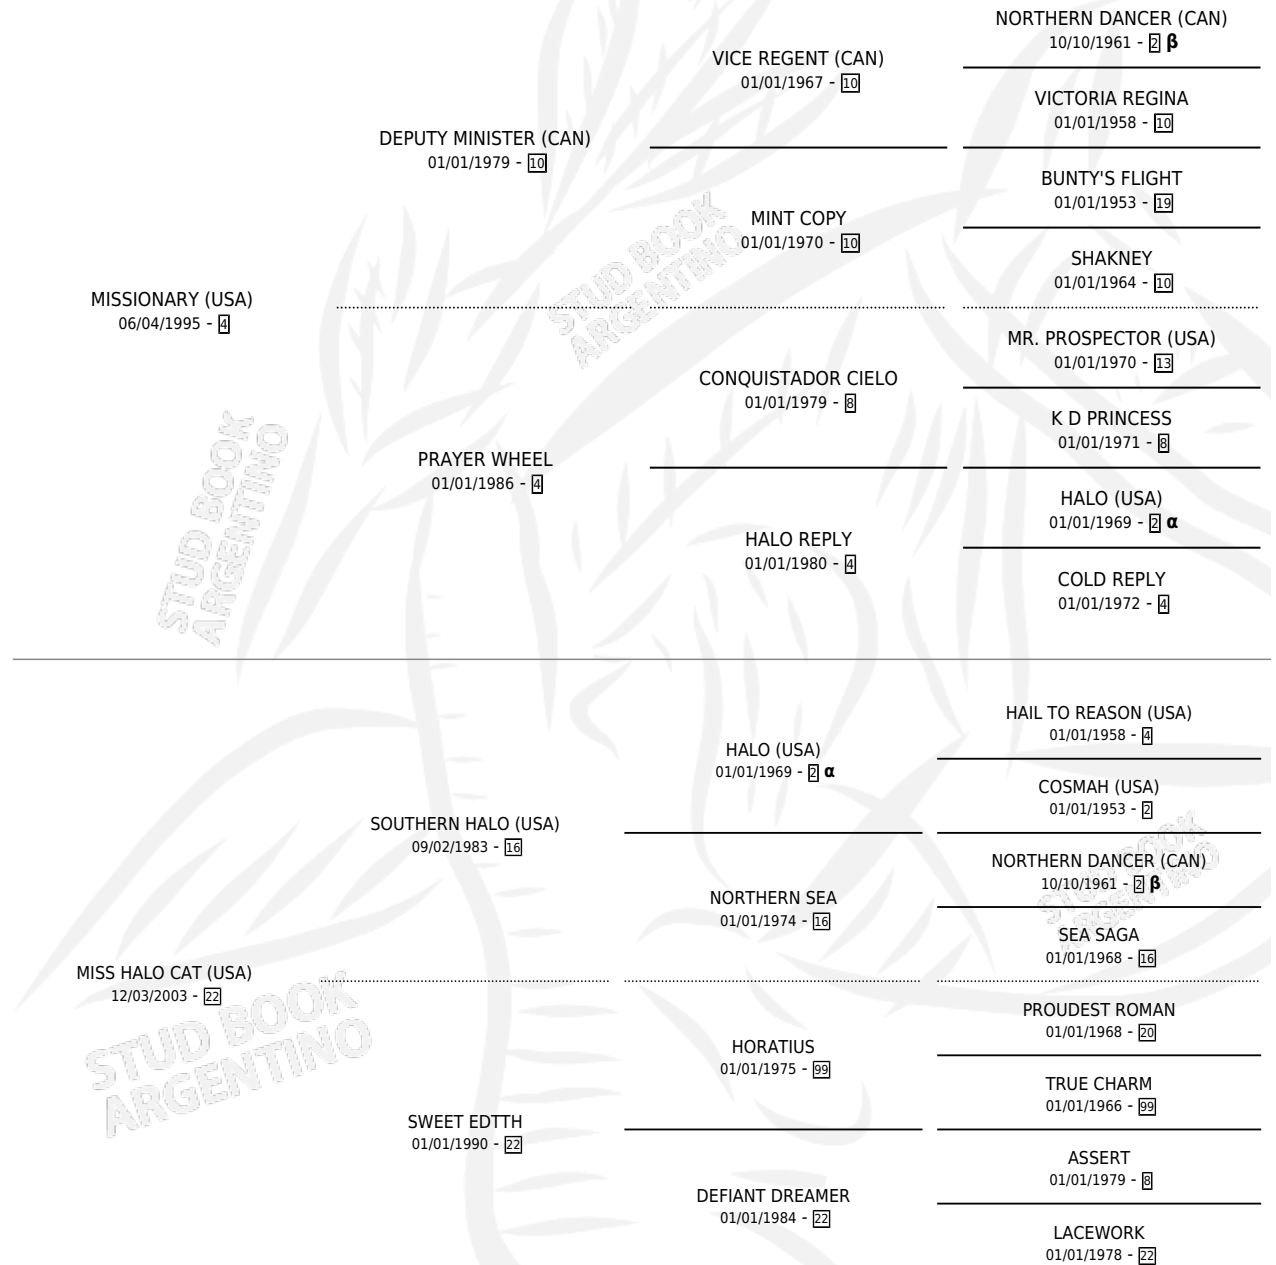 NORTHERN DANCER (CAN)
10/10/1961 - 2 β
VICE REGENT (CAN)
01/01/1967 - 10
VICTORIA REGINA
01/01/1958 - 10
DEPUTY MINISTER (CAN)
01/01/1979 - 10
BUNTY'S FLIGHT
01/01/1953 - 19
MINT COPY
01/01/1970 - 10
SHAKNEY
01/01/1964 - 10
MISSIONARY (USA)
06/04/1995 - 4
MR. PROSPECTOR (USA)
01/01/1970 - 13
CONQUISTADOR CIELO
01/01/1979 - 8
K D PRINCESS
01/01/1971 - 8
PRAYER WHEEL
01/01/1986 - 4
HALO (USA)
01/01/1969 - 2 α
HALO REPLY
01/01/1980 - 4
COLD REPLY
01/01/1972 - 4
HAIL TO REASON (USA)
01/01/1958 - 4
HALO (USA)
01/01/1969 - 2 α
COSMAH (USA)
01/01/1953 - 2
SOUTHERN HALO (USA)
09/02/1983 - 16
NORTHERN DANCER (CAN)
10/10/1961 - 2 β
NORTHERN SEA
01/01/1974 - 16
SEA SAGA
01/01/1968 - 16
MISS HALO CAT (USA)
12/03/2003 - 22
PROUDEST ROMAN
01/01/1968 - 20
HORATIUS
01/01/1975 - 99
TRUE CHARM
01/01/1966 - 99
SWEET EDTTH
01/01/1990 - 22
ASSERT
01/01/1979 - 8
DEFIANT DREAMER
01/01/1984 - 22
LACEWORK
01/01/1978 - 22
STUD BOOK
ARGENTINO
STUD BOOK
ARGENTINO
STUD BOOK
ARGENTINO
STUD BOOK
ARGENTINO